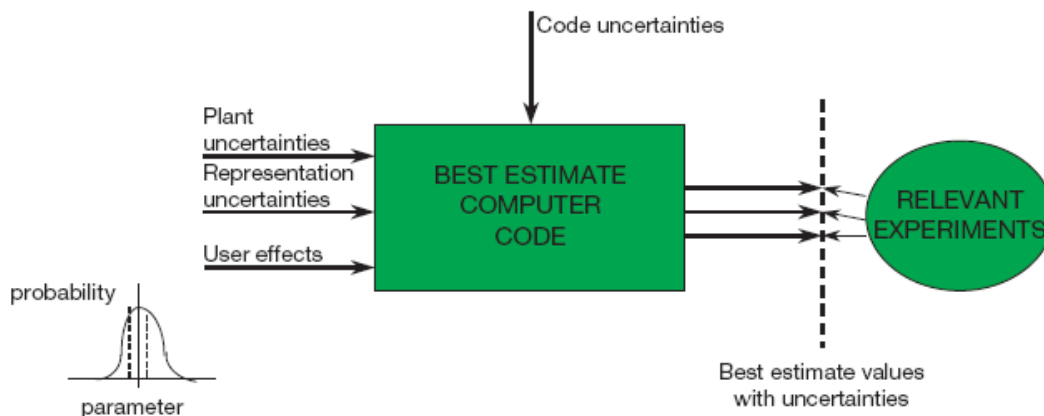 Code uncertainties
Plant
uncertainties
Representation
uncertainties
User effects
BEST ESTIMATE
COMPUTER
CODE
RELEVANT
EXPERIMENTS
probability
parameter
Best estimate values
with uncertainties